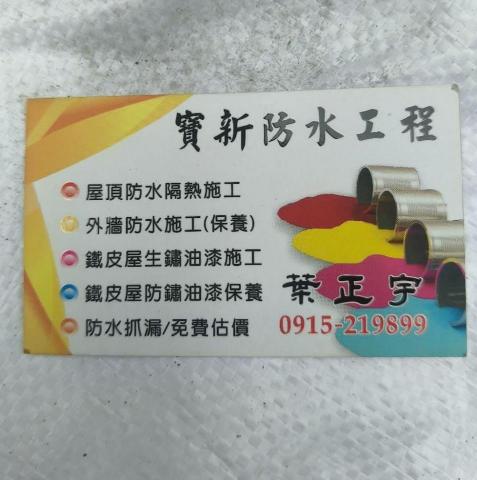 寶新防水工程
屋頂防水隔熱施工
外牆防水施工(保養)
鐵皮屋生鏽油漆施工
鐵皮屋防鏽油漆保養
防水抓漏/免費估價
葉正宇
0915-219899